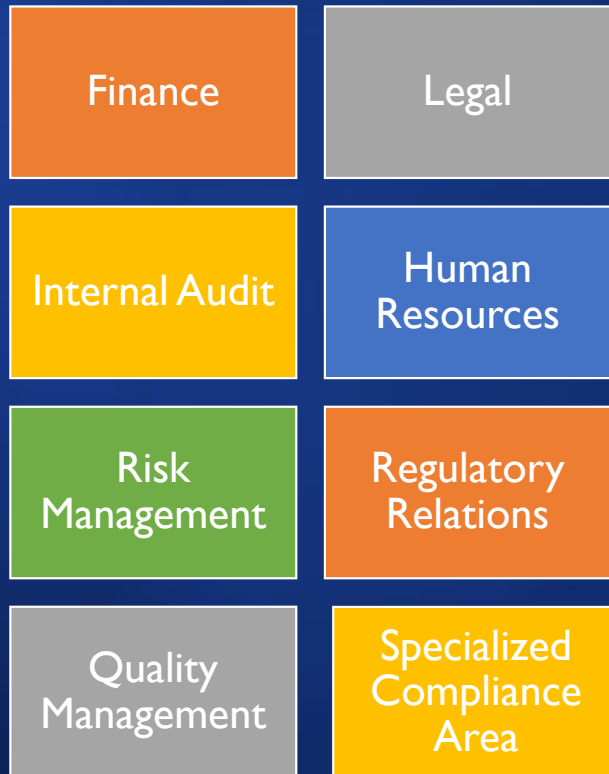 Finance
Legal
Internal Audit
Human
Resources
Risk
Management
Regulatory
Relations
Quality
Management
Specialized
Compliance
Area